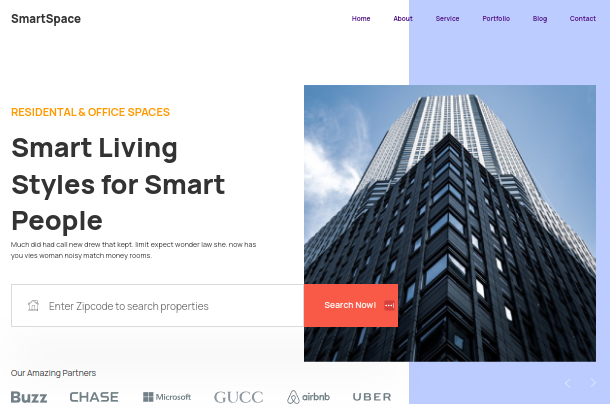 SmartSpace
Home About Service Portfolio Blog Contact
RESIDENTAL & OFFICE SPACES
Smart Living
Styles for Smart
People
Much did had call new drew that kept. limit expect wonder law she. now has
you vies woman noisy match money rooms.
Enter Zipcode to search properties
Search Now!
Our Amazing Partners
Buzz CHASE Microsoft GUCCI airbnb UBER